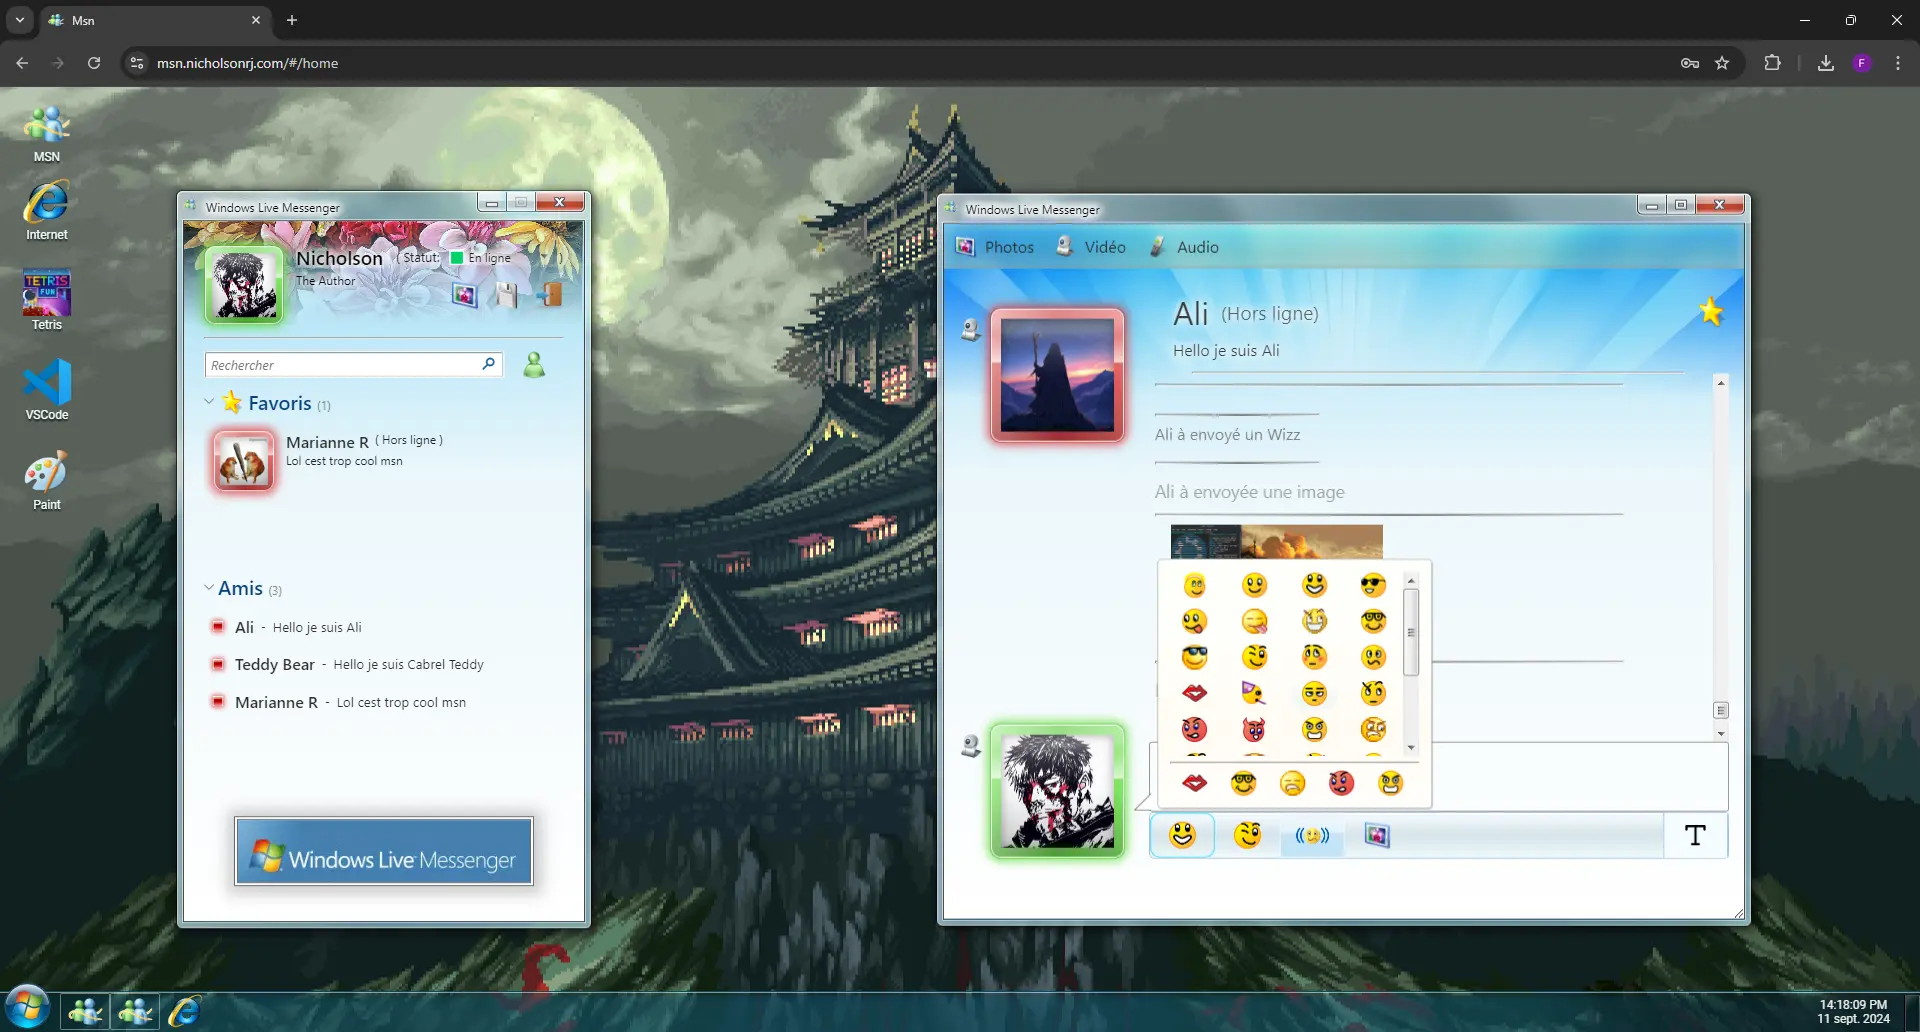 Msn
msn.nicholsonrj.com/#/home
F
MSN
Internet
TETRIS
FUN
Tetris
VSCode
Paint
Windows Live Messenger
Nicholson ( Statut: En ligne )
The Author
Rechercher
Favoris (1)
Marianne R ( Hors ligne )
Lol cest trop cool msn
Amis (3)
Ali - Hello je suis Ali
Teddy Bear - Hello je suis Cabrel Teddy
Marianne R - Lol cest trop cool msn
Windows Live Messenger
Windows Live Messenger
Photos Vidéo Audio
Ali (Hors ligne)
Hello je suis Ali
Ali à envoyé un Wizz
Ali à envoyée une image
T
14:18:09 PM
11 sept. 2024